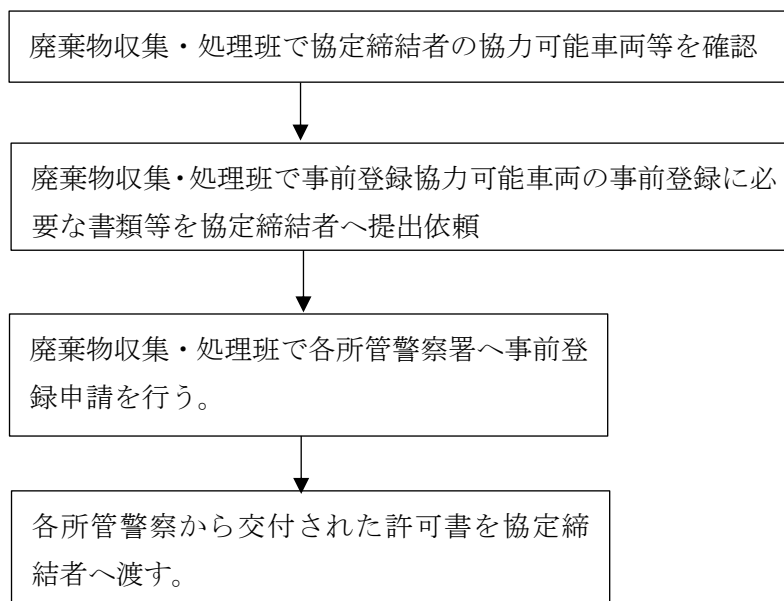 廃棄物収集・処理班で協定締結者の協力可能車両等を確認
廃棄物収集・処理班で事前登録協力可能車両の事前登録に必
要な書類等を協定締結者へ提出依頼
廃棄物収集・処理班で各所管警察署へ事前登
録申請を行う。
各所管警察から交付された許可書を協定締
結者へ渡す。